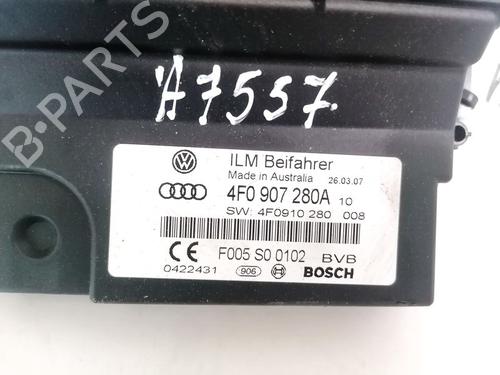 A7557.
ILM Beifahrer
Made in Australia 26.03.07
4F0 907 280A 10
SW: 4F0910 280 008
CE F005 S0 0102 BVB
0422431 906 BOSCH
B-PARTS